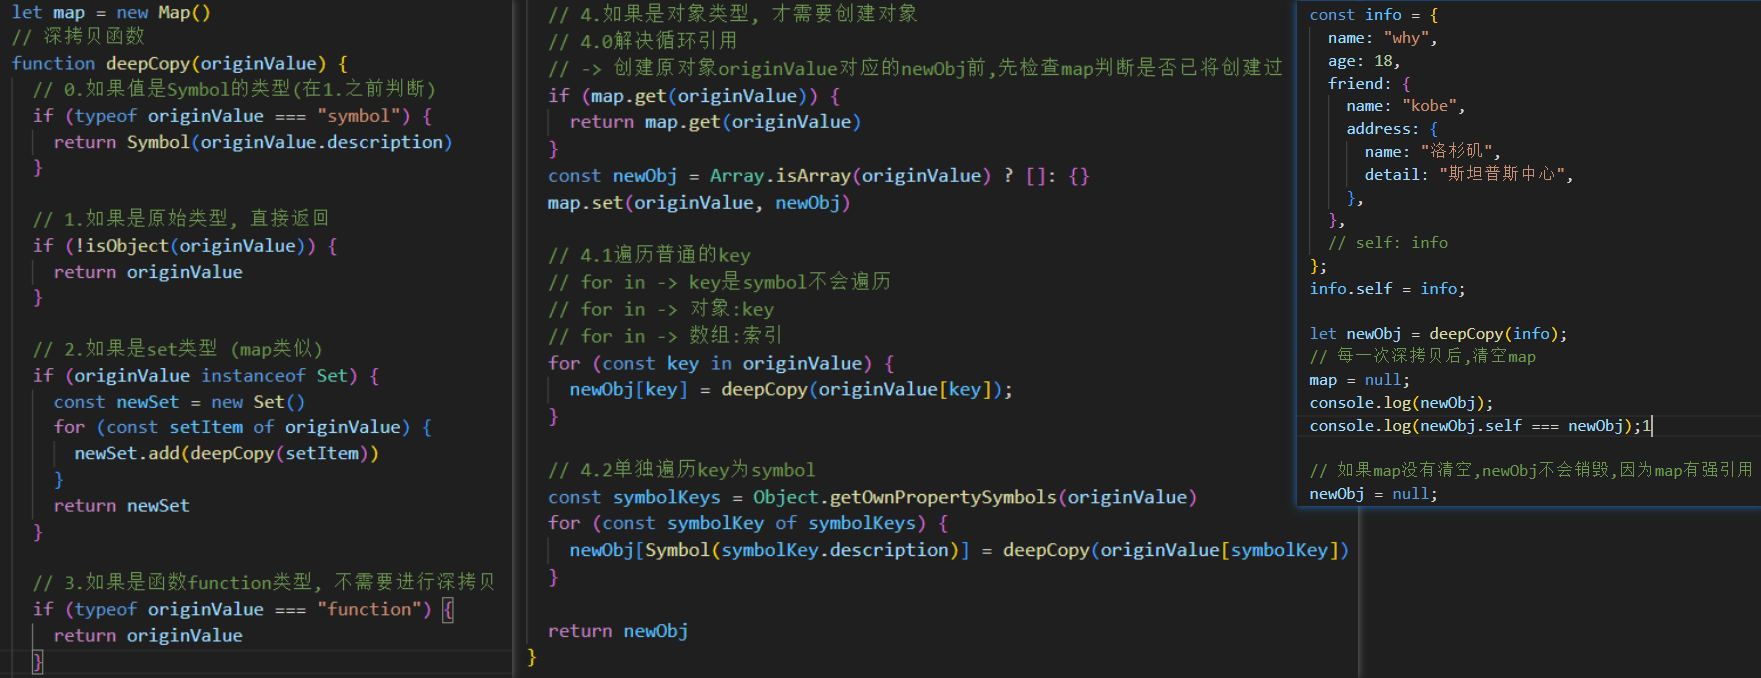 let map = new Map()
// 深拷贝函数
function deepCopy(originValue) {
// 0.如果值是Symbol的类型(在1.之前判断)
if (typeof originValue === "symbol") {
return Symbol(originValue.description)
}
// 1.如果是原始类型, 直接返回
if (!isObject(originValue)) {
return originValue
}
// 2.如果是set类型 (map类似)
if (originValue instanceof Set) {
const newSet = new Set()
for (const setItem of originValue) {
newSet.add(deepCopy(setItem))
}
return newSet
}
// 3.如果是函数function类型, 不需要进行深拷贝
if (typeof originValue === "function") {
return originValue
}
// 4.如果是对象类型, 才需要创建对象
// 4.0解决循环引用
// -> 创建原对象originValue对应的newObj前,先检查map判断是否已将创建过
if (map.get(originValue)) {
return map.get(originValue)
}
const newObj = Array.isArray(originValue) ? []: {}
map.set(originValue, newObj)
// 4.1遍历普通的key
// for in -> key是symbol不会遍历
// for in -> 对象:key
// for in -> 数组:索引
for (const key in originValue) {
newObj[key] = deepCopy(originValue[key]);
}
// 4.2单独遍历key为symbol
const symbolKeys = Object.getOwnPropertySymbols(originValue)
for (const symbolKey of symbolKeys) {
newObj[Symbol(symbolKey.description)] = deepCopy(originValue[symbolKey])
}
return newObj
}
const info = {
name: "why",
age: 18,
friend: {
name: "kobe",
address: {
name: "洛杉矶",
detail: "斯坦普斯中心",
},
},
// self: info
};
info.self = info;
let newObj = deepCopy(info);
// 每一次深拷贝后,清空map
map = null;
console.log(newObj);
console.log(newObj.self === newObj);1
// 如果map没有清空,newObj不会销毁,因为map有强引用
newObj = null;